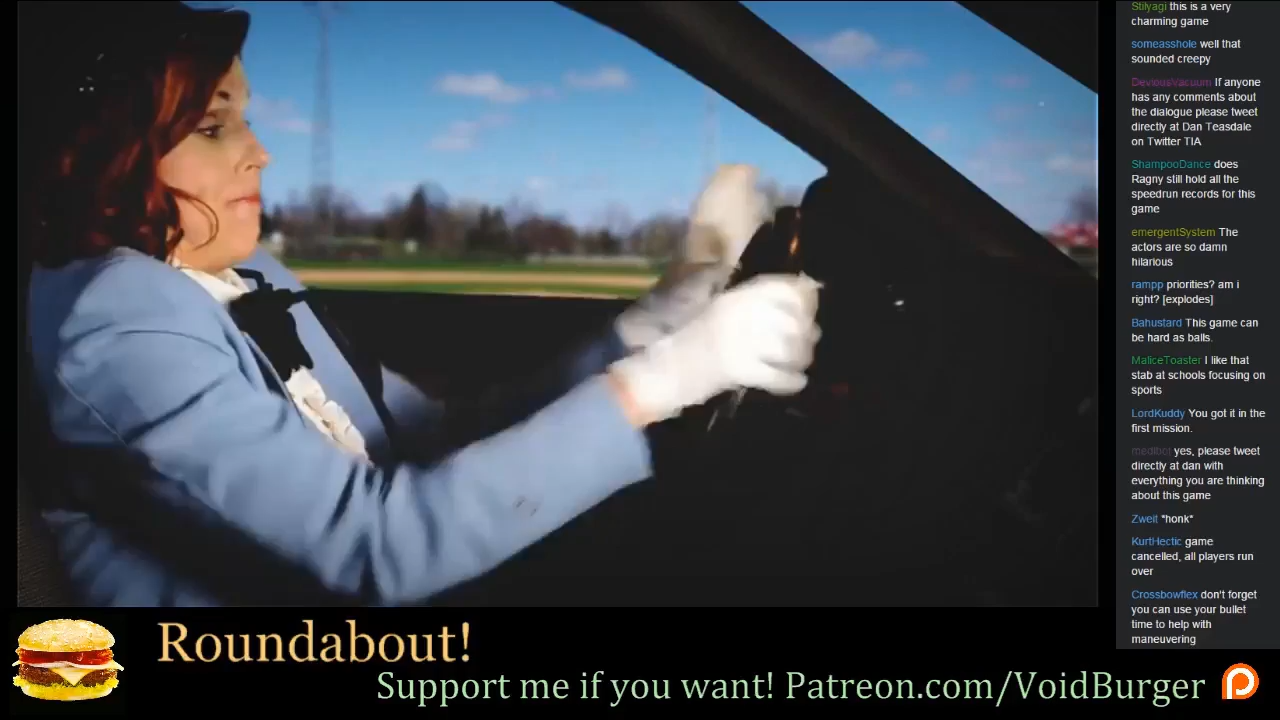 Stilyagi this is a very
charming game
someasshole well that
sounded creepy
DeviousVacuum If anyone
has any comments about
the dialogue please tweet
directly at Dan Teasdale
on Twitter TIA
ShampooDance does
Ragny still hold all the
speedrun records for this
game
emergentSystem The
actors are so damn
hilarious
rampp priorities? am i
right? [explodes]
Bahustard This game can
be hard as balls.
MaliceToaster I like that
stab at schools focusing on
sports
LordKuddy You got it in the
first mission.
yes, please tweet
directly at dan with
everything you are thinking
about this game
Zweit *honk*
KurtHectic game
cancelled, all players run
over
Crossbowflex don't forget
you can use your bullet
time to help with
maneuvering
Roundabout!
Support me if you want! Patreon.com/VoidBurger